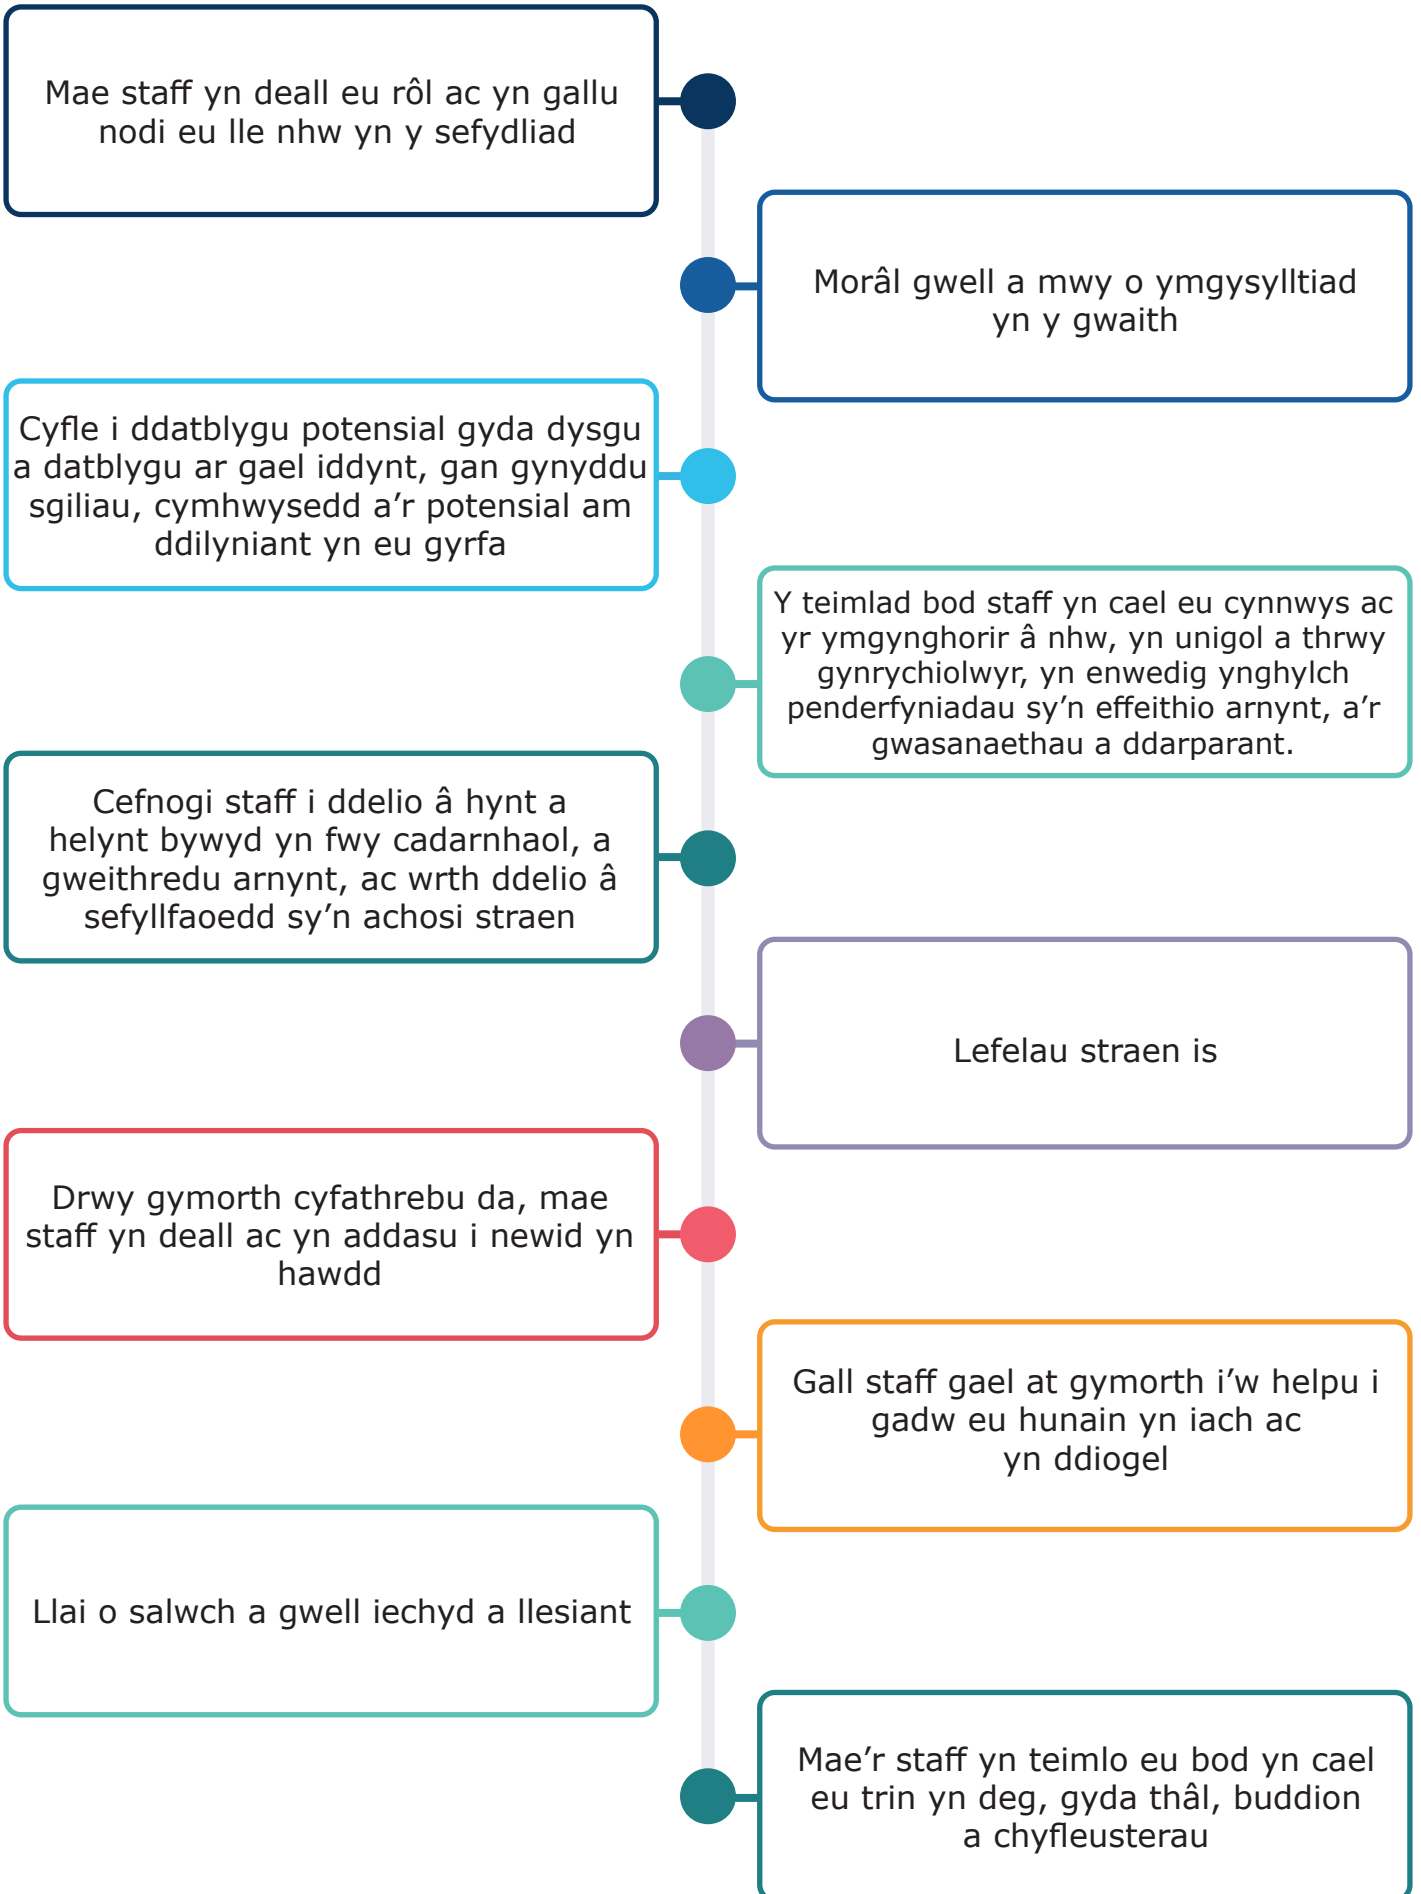 Mae staff yn deall eu rôl ac yn gallu
nodi eu lle nhw yn y sefydliad
Morâl gwell a mwy o ymgysylltiad
yn y gwaith
Cyfle i ddatblygu potensial gyda dysgu
a datblygu ar gael iddynt, gan gynyddu
sgiliau, cymhwysedd a’r potensial am
ddilyniant yn eu gyrfa
Y teimlad bod staff yn cael eu cynnwys ac
yr ymgynghorir â nhw, yn unigol a thrwy
gynrychiolwyr, yn enwedig ynghylch
penderfyniadau sy’n effeithio arnynt, a’r
gwasanaethau a ddarparant.
Cefnogi staff i ddelio â hynt a
helynt bywyd yn fwy cadarnhaol, a
gweithredu arnynt, ac wrth ddelio â
sefyllfaoedd sy’n achosi straen
Lefelau straen is
Drwy gymorth cyfathrebu da, mae
staff yn deall ac yn addasu i newid yn
hawdd
Gall staff gael at gymorth i’w helpu i
gadw eu hunain yn iach ac
yn ddiogel
Llai o salwch a gwell iechyd a llesiant
Mae’r staff yn teimlo eu bod yn cael
eu trin yn deg, gyda thâl, buddion
a chyfleusterau